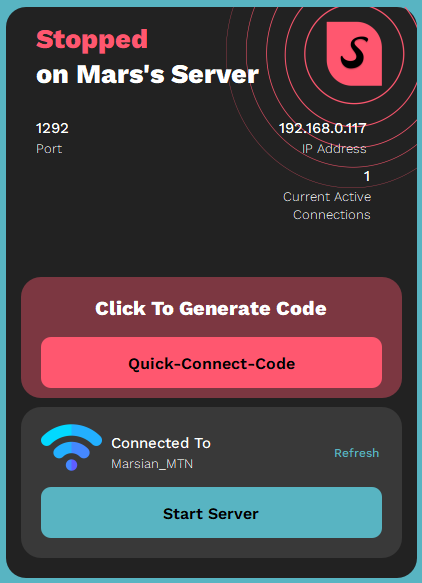 Stopped
on Mars's Server
1292
Port
192.168.0.117
IP Address
1
Current Active
Connections
S
Click To Generate Code
Quick-Connect-Code
Connected To
Marsian_MTN
Refresh
Start Server